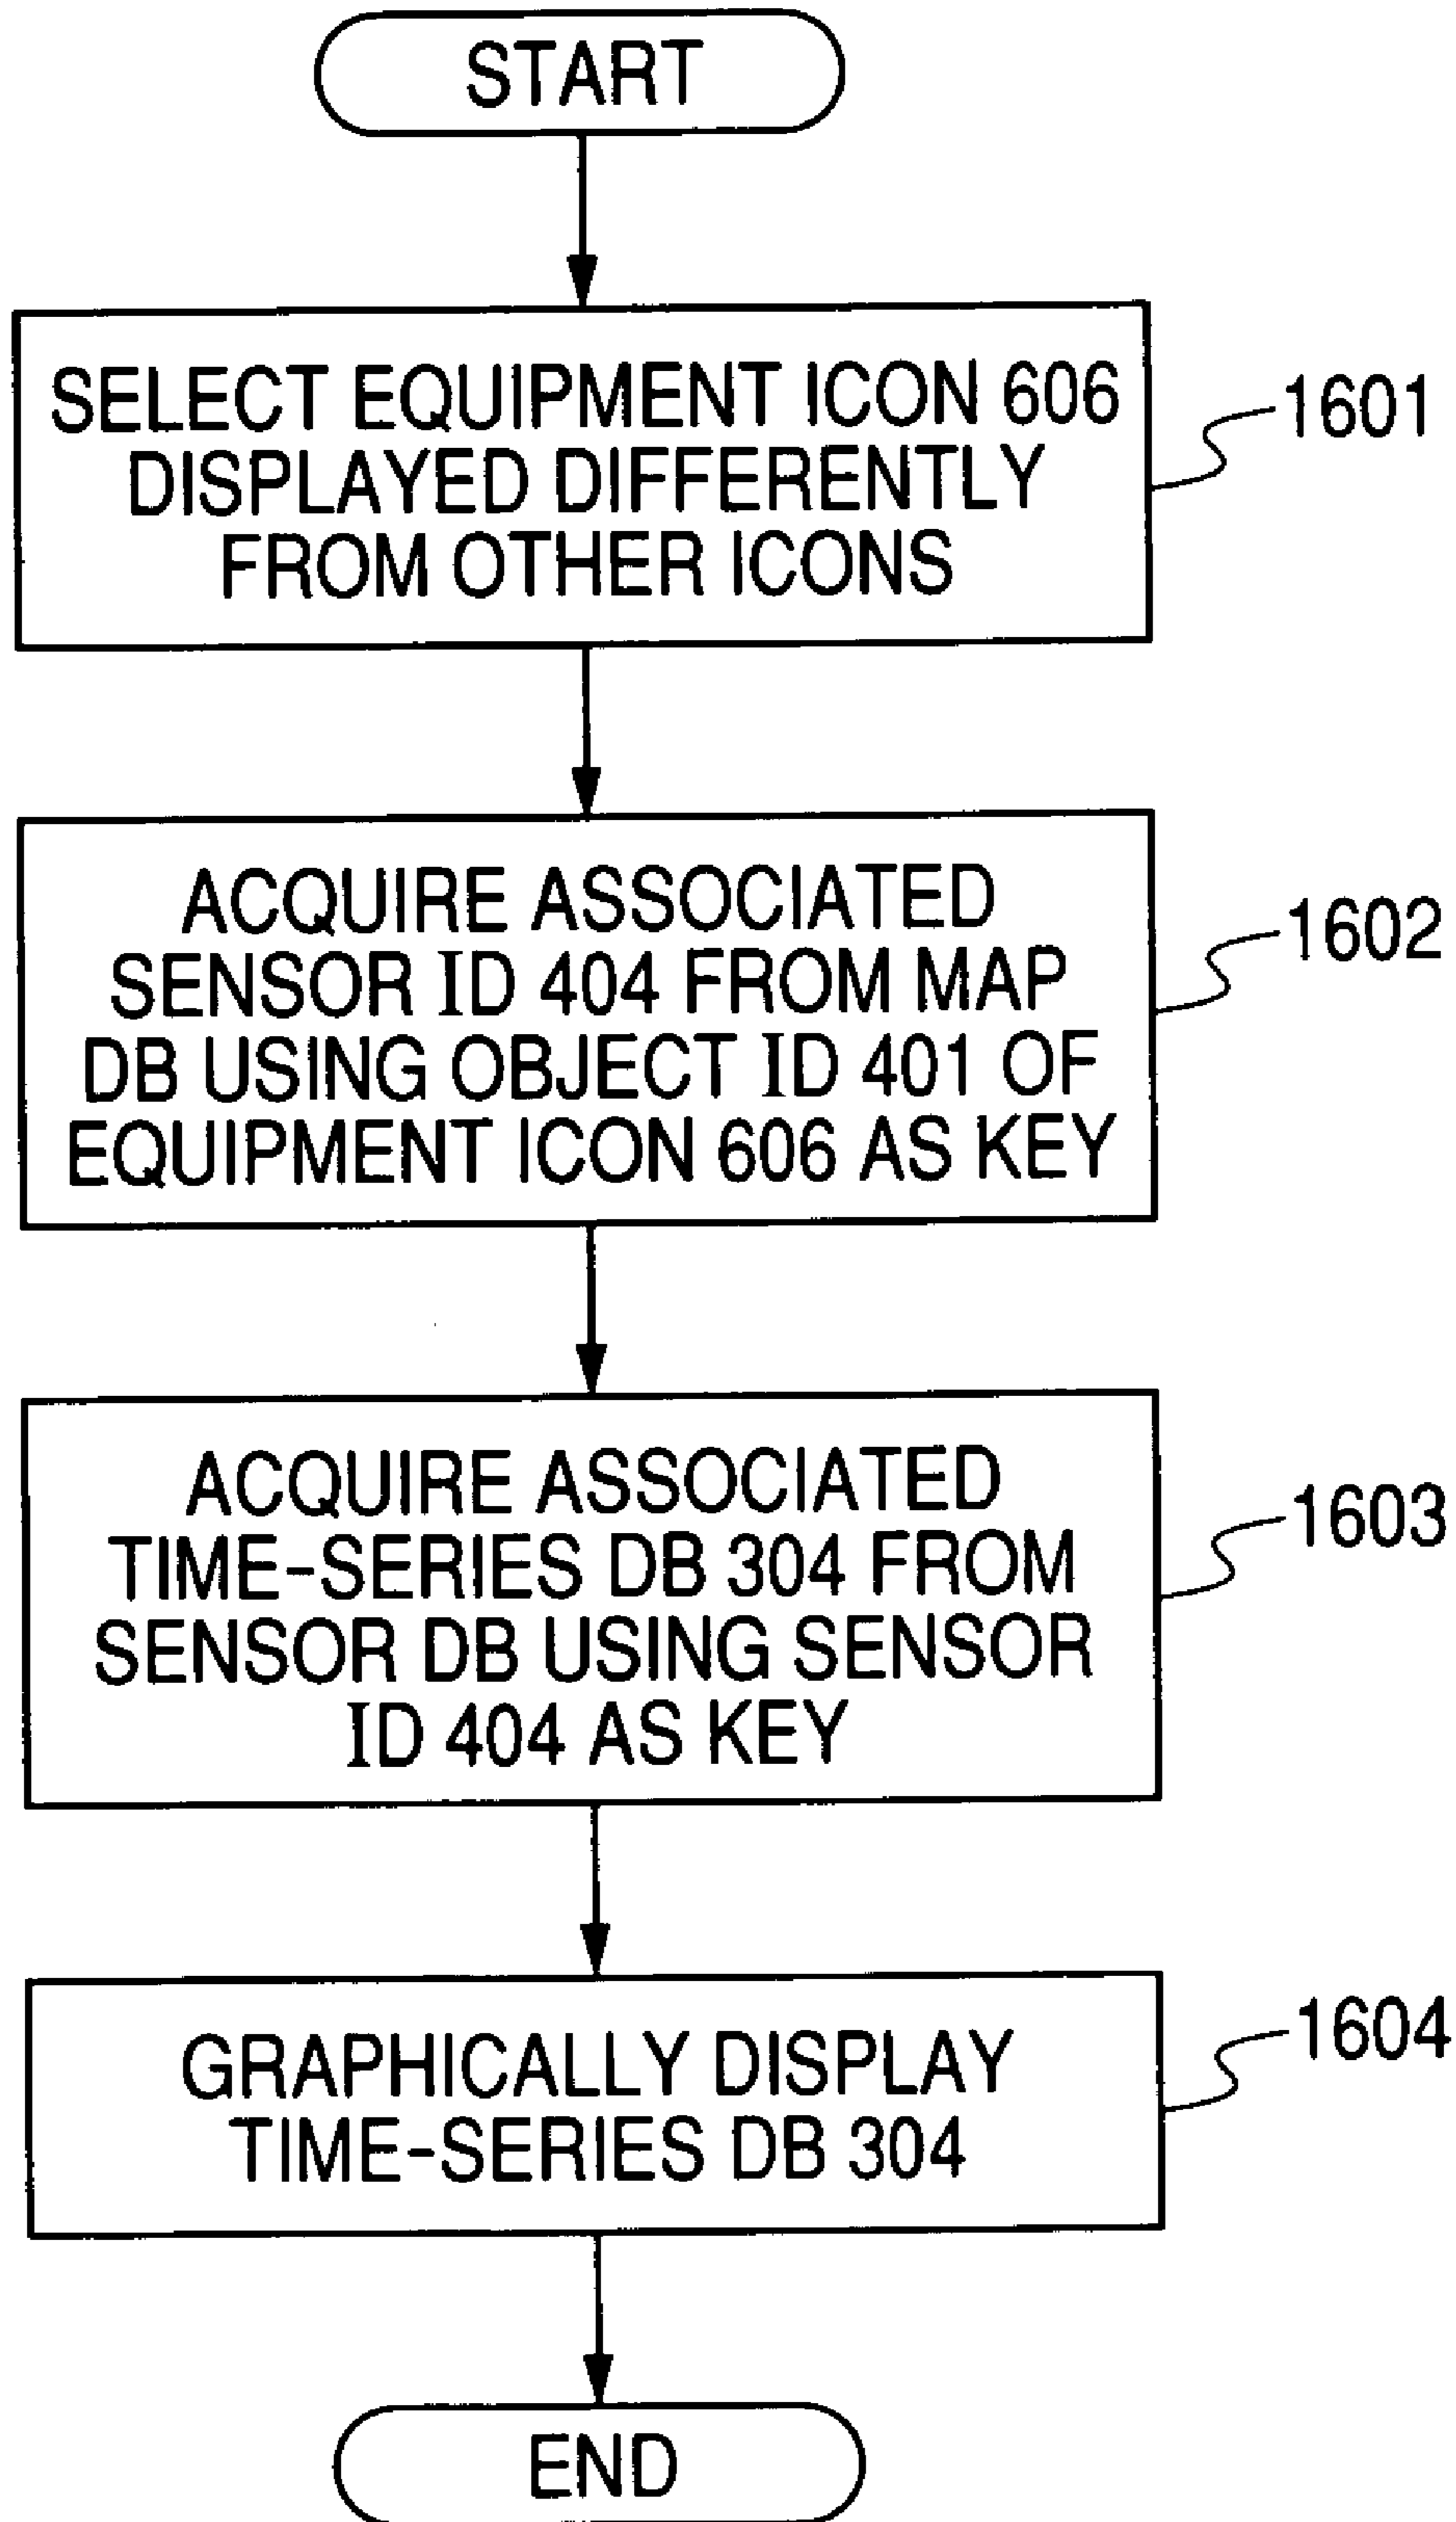 START
SELECT EQUIPMENT ICON 606
DISPLAYED DIFFERENTLY
FROM OTHER ICONS
1601
ACQUIRE ASSOCIATED
SENSOR ID 404 FROM MAP
DB USING OBJECT ID 401 OF
EQUIPMENT ICON 606 AS KEY
1602
ACQUIRE ASSOCIATED
TIME-SERIES DB 304 FROM
SENSOR DB USING SENSOR
ID 404 AS KEY
1603
GRAPHICALLY DISPLAY
TIME-SERIES DB 304
1604
END